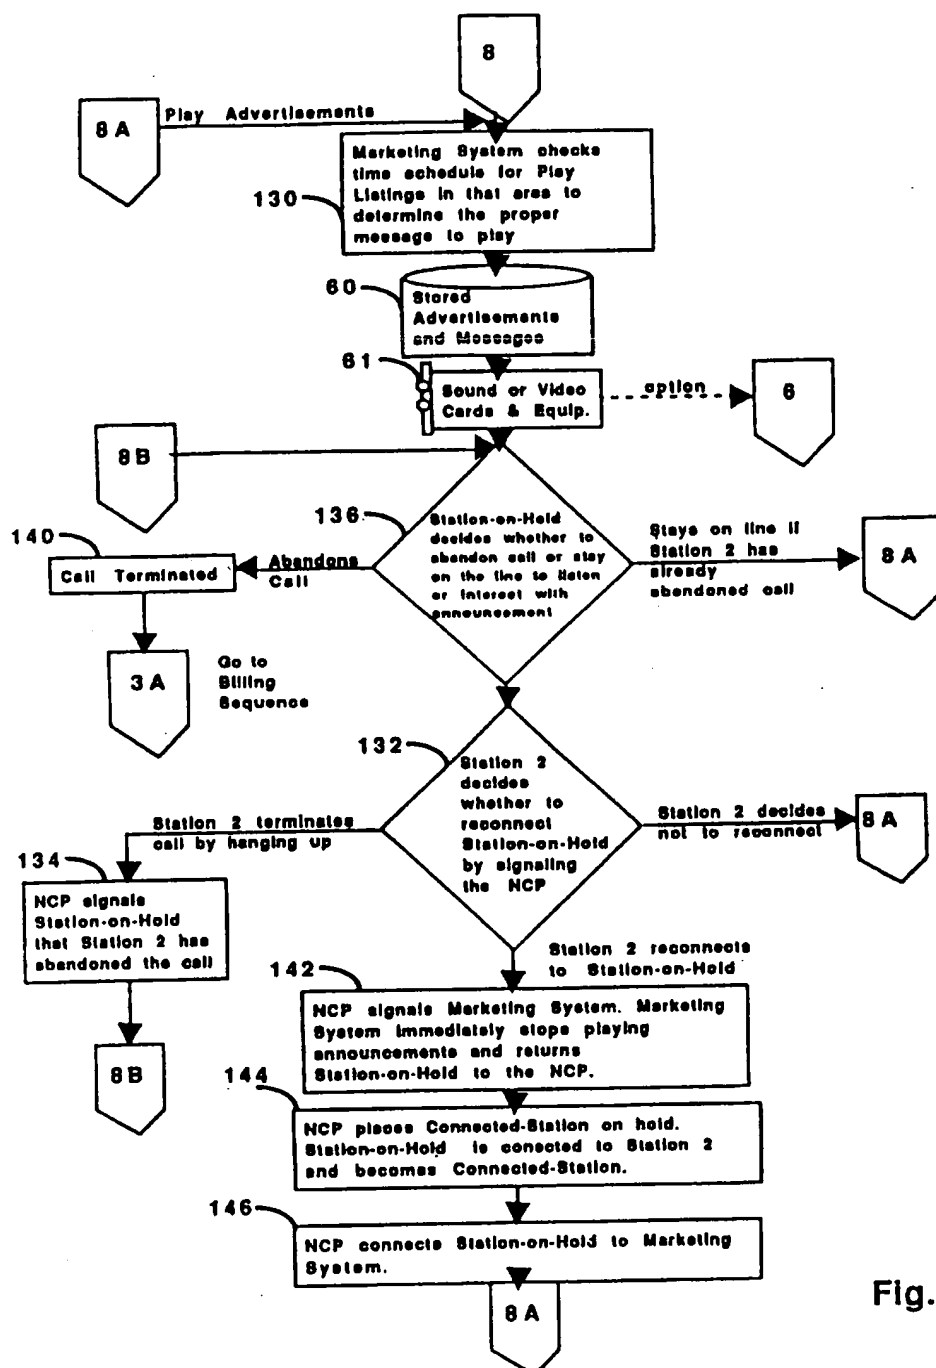 8
8A
Play Advertisements
Marketing System checks
time schedule for Play
Listings in that area to
determine the proper
message to play
130
60
Stored
Advertisements
and Messages
61
Sound or Video
Cards & Equip.
option
6
8B
136
Station-on-Hold
decides whether to
abandon call or stay
on the line to listen
or interest with
announcement
Stays on line if
Station 2 has
already
abandoned call
8A
140
Abandons
Call
Call Terminated
3A
Go to
Billing
Sequence
132
Station 2
decides
whether to
reconnect
Station-on-Hold
by signaling
the NCP
Station 2 decides
not to reconnect
8A
Station 2 terminates
call by hanging up
134
NCP signals
Station-on-Hold
that Station 2 has
abandoned the call
8B
Station 2 reconnects
to Station-on-Hold
142
NCP signals Marketing System. Marketing
System immediately stops playing
announcements and returns
Station-on-Hold to the NCP.
144
NCP places Connected-Station on hold.
Station-on-Hold is conected to Station 2
and becomes Connected-Station.
146
NCP connects Station-on-Hold to Marketing
System.
8A
Fig.